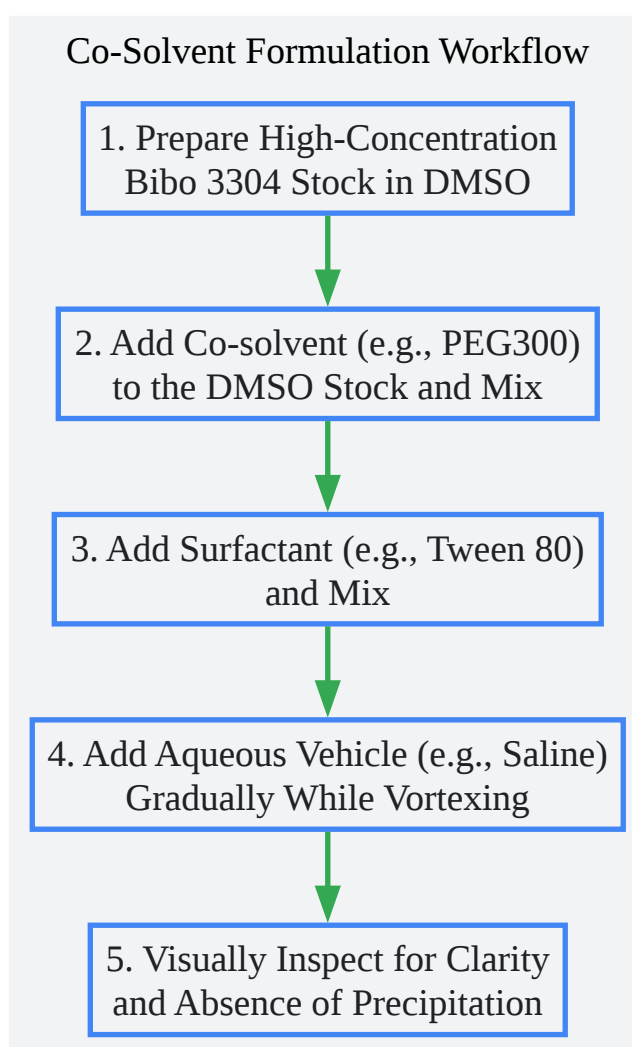 Co-Solvent Formulation Workflow
1. Prepare High-Concentration
Bibo 3304 Stock in DMSO
2. Add Co-solvent (e.g., PEG300)
to the DMSO Stock and Mix
3. Add Surfactant (e.g., Tween 80)
and Mix
4. Add Aqueous Vehicle (e.g., Saline)
Gradually While Vortexing
5. Visually Inspect for Clarity
and Absence of Precipitation